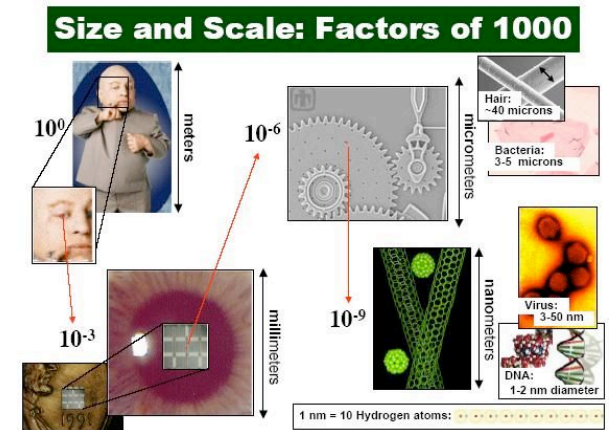 Size and Scale: Factors of 1000
10⁰
meters
10⁻³
millimeters
10⁻⁶
micrometers
10⁻⁹
nanometers
Hair:
~40 microns
Bacteria:
3-5 microns
Virus:
3-50 nm
DNA:
1-2 nm diameter
1 nm = 10 Hydrogen atoms: